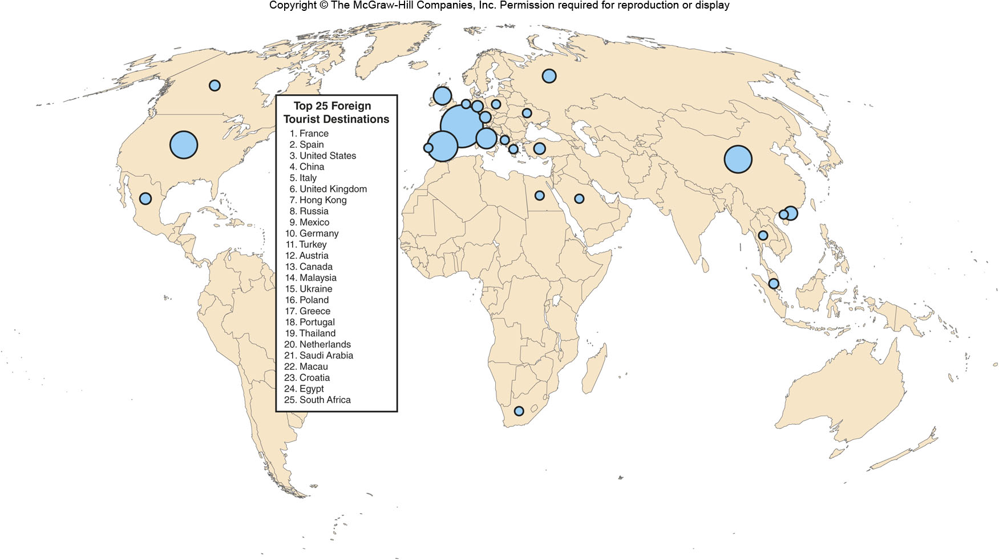 Copyright © The McGraw-Hill Companies, Inc. Permission required for reproduction or display
Top 25 Foreign
Tourist Destinations
1. France
2. Spain
3. United States
4. China
5. Italy
6. United Kingdom
7. Hong Kong
8. Russia
9. Mexico
10. Germany
11. Turkey
12. Austria
13. Canada
14. Malaysia
15. Ukraine
16. Poland
17. Greece
18. Portugal
19. Thailand
20. Netherlands
21. Saudi Arabia
22. Macau
23. Croatia
24. Egypt
25. South Africa